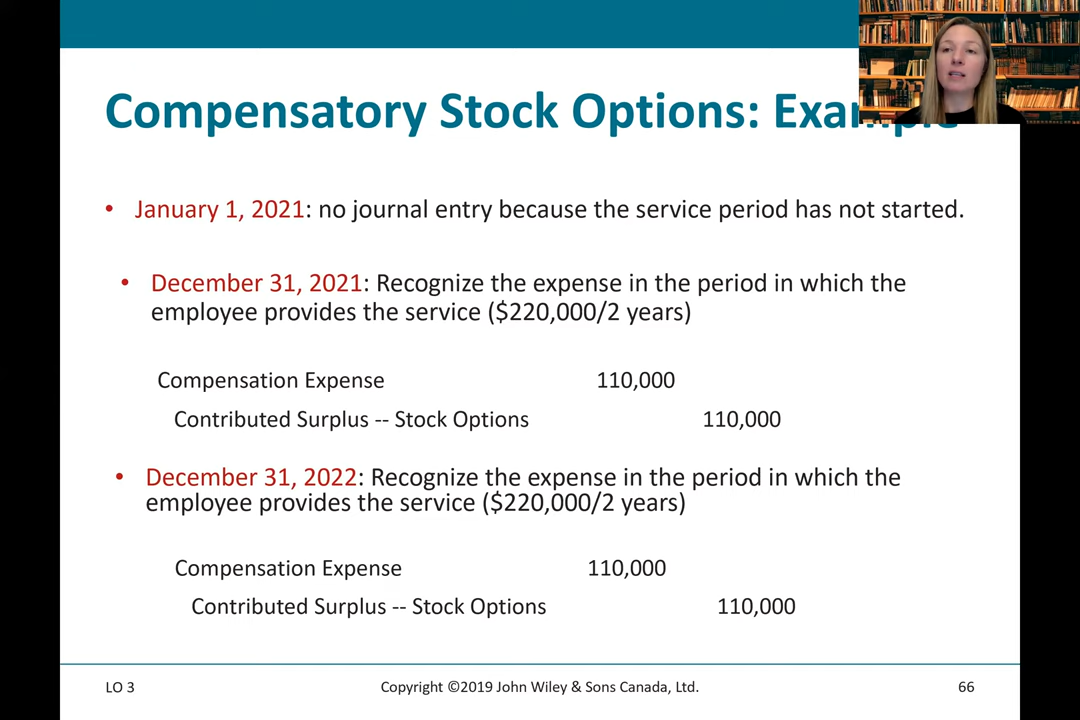 Compensatory Stock Options: Example
• January 1, 2021: no journal entry because the service period has not started.
• December 31, 2021: Recognize the expense in the period in which the
employee provides the service ($220,000/2 years)
Compensation Expense 110,000
Contributed Surplus -- Stock Options 110,000
• December 31, 2022: Recognize the expense in the period in which the
employee provides the service ($220,000/2 years)
Compensation Expense 110,000
Contributed Surplus -- Stock Options 110,000
LO 3 Copyright ©2019 John Wiley & Sons Canada, Ltd. 66